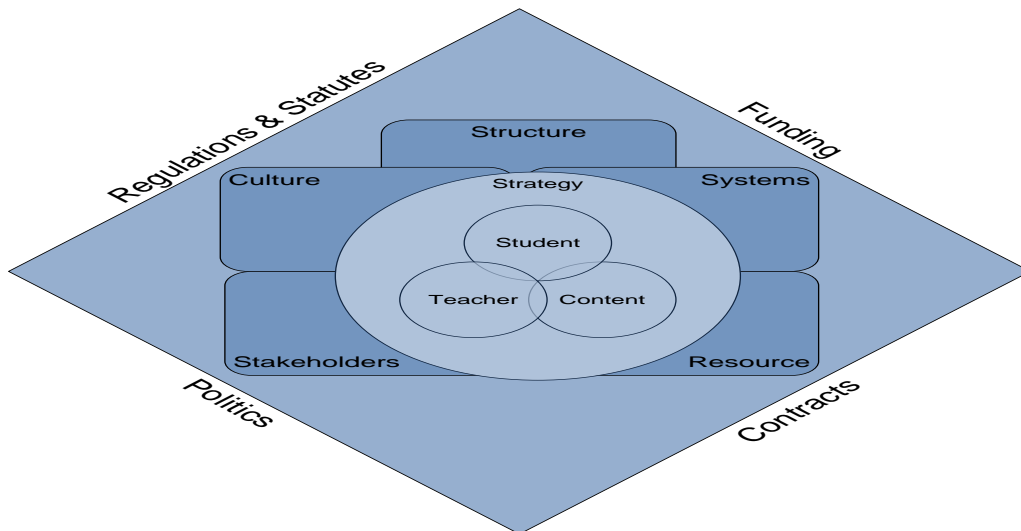 Regulations & Statutes
Funding
Structure
Culture
Systems
Strategy
Student
Teacher
Content
Stakeholders
Resource
Politics
Contracts